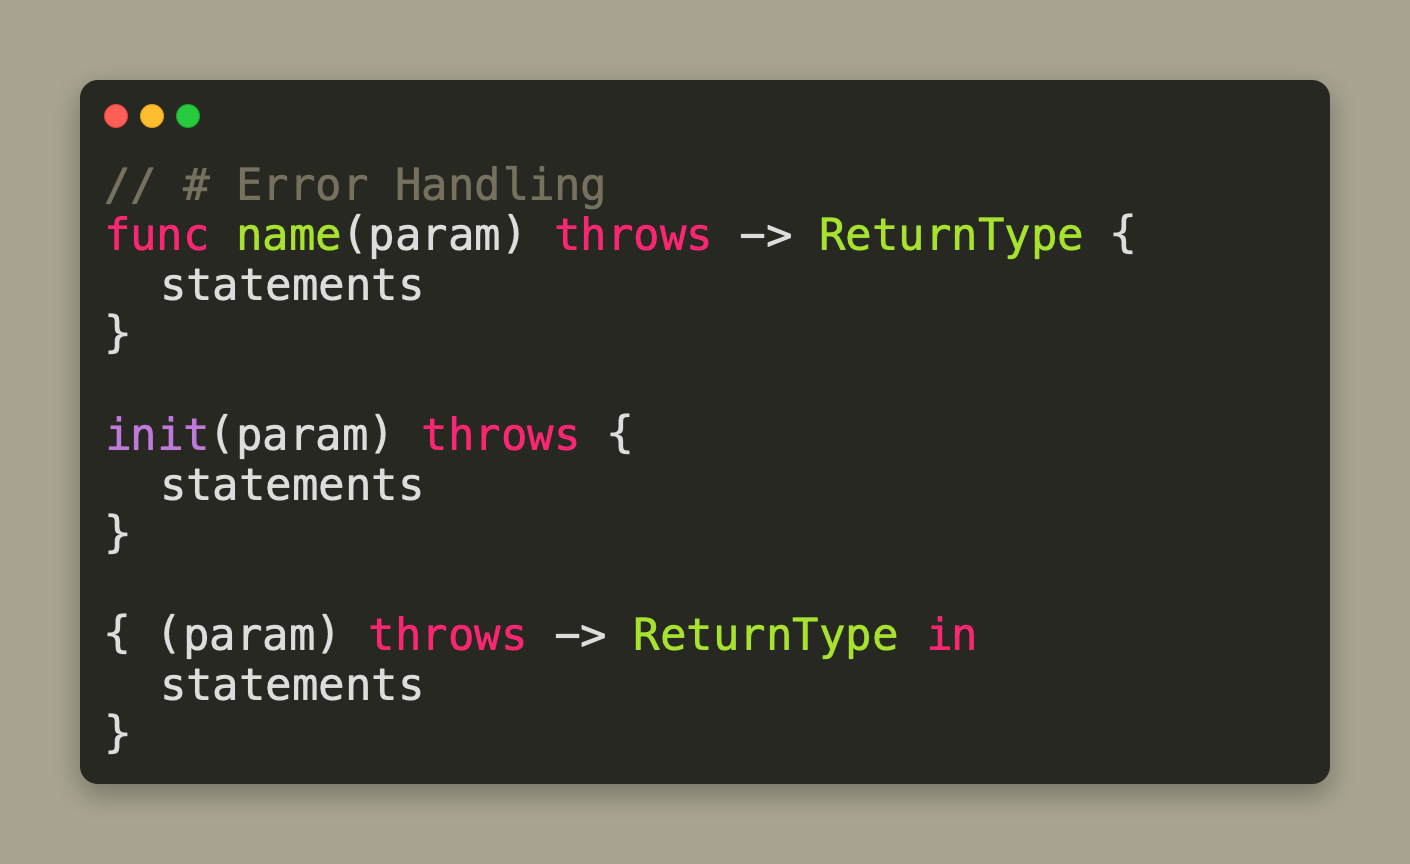 // # Error Handling
func name(param) throws -> ReturnType {
  statements
}

init(param) throws {
  statements
}

{ (param) throws -> ReturnType in
  statements
}